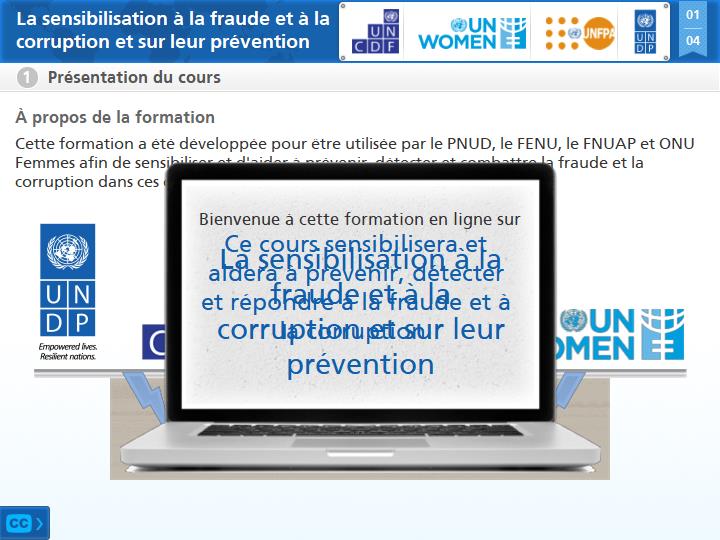 La sensibilisation à la fraude et à la
corruption et sur leur prévention
UN
CDF
UN
WOMEN
UNFPA
UN
DP
01
04
1 Présentation du cours
À propos de la formation
Cette formation a été développée pour être utilisée par le PNUD, le FENU, le FNUAP et ONU
Femmes afin de sensibiliser et d'aider à prévenir, détecter et combattre la fraude et la
corruption dans ces
Bienvenue à cette formation en ligne sur
Ce cours sensibilisera et
aidera à prévenir, détecter
et répondre à la fraude et à
la corruption
La sensibilisation à la
fraude et à la
corruption et sur leur
prévention
UN
DP
Empowered lives.
Resilient nations.
C
UN
OMEN
CC